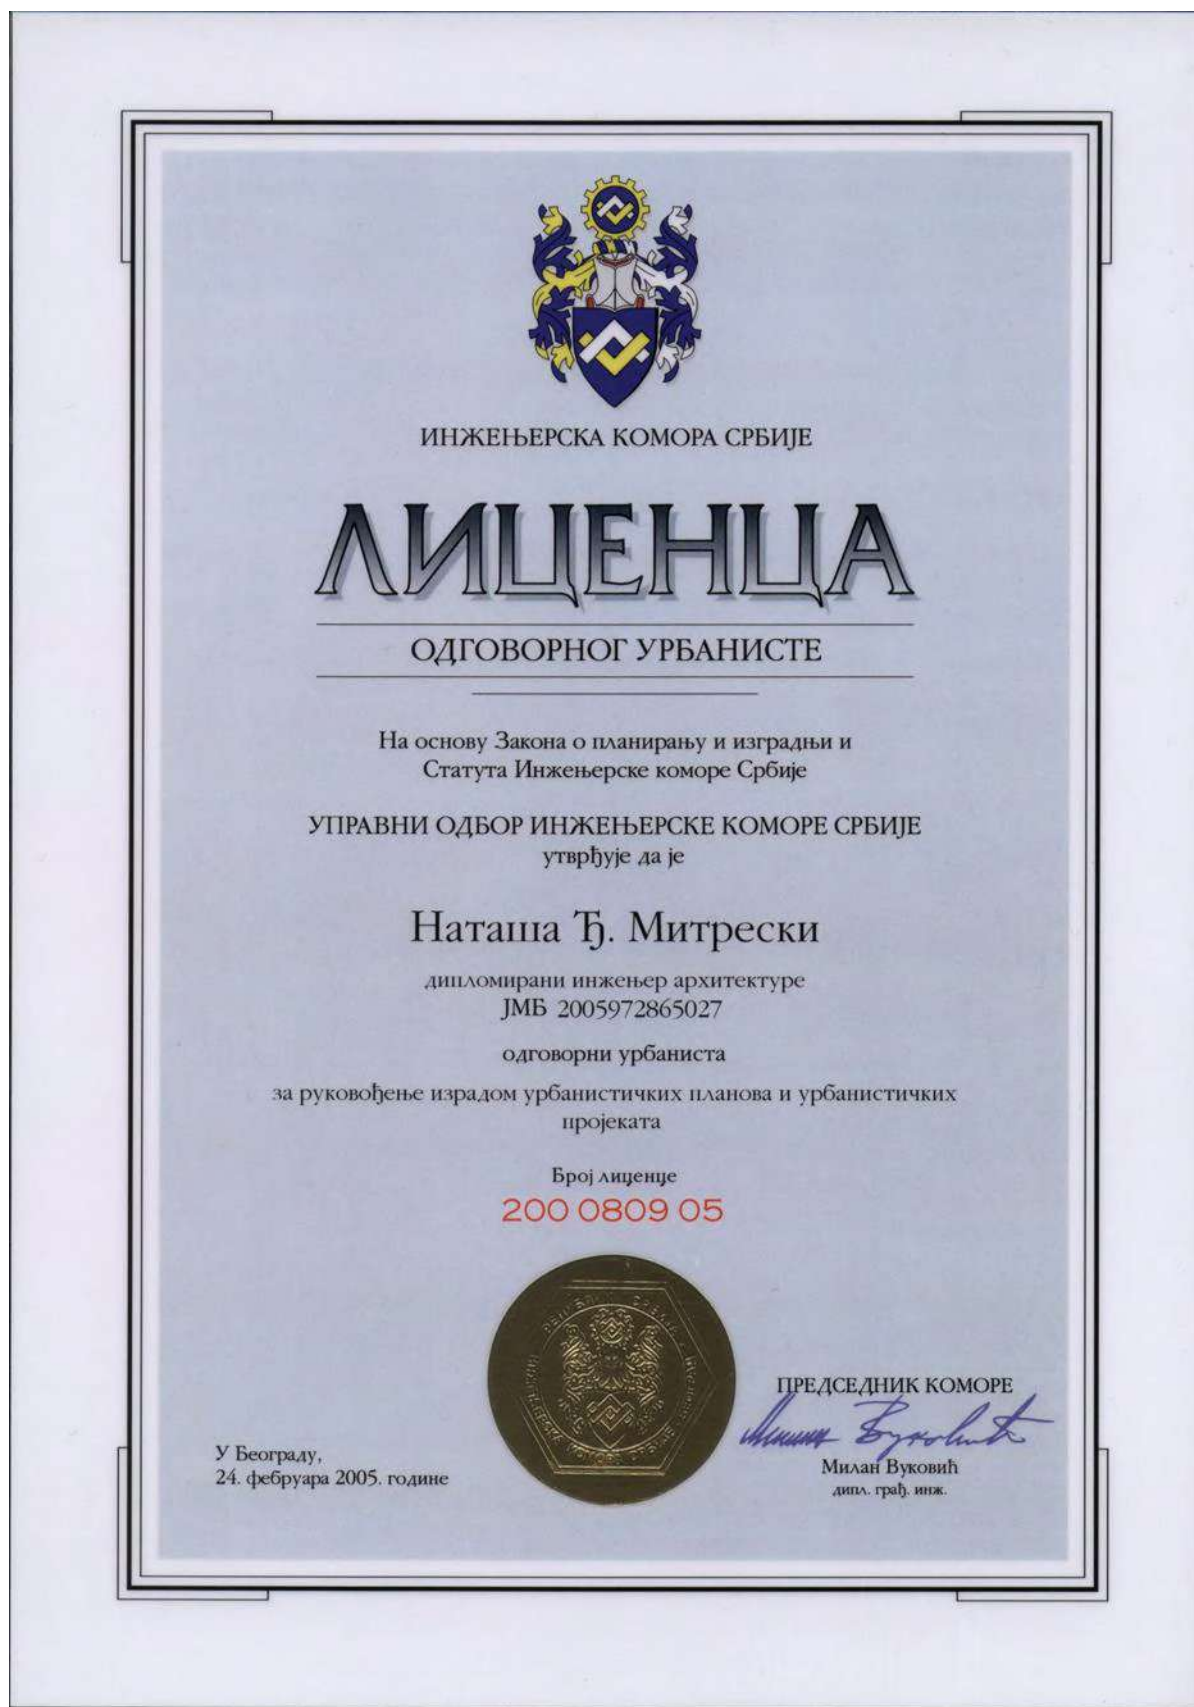 ИНЖЕЊЕРСКА КОМОРА СРБИЈЕ
ЛИЦЕНЦА
ОДГОВОРНОГ УРБАНИСТЕ
На основу Закона о планирању и изградњи и
Статута Инжењерске коморе Србије
УПРАВНИ ОДБОР ИНЖЕЊЕРСКЕ КОМОРЕ СРБИЈЕ
утврђује да је
Наташа Ђ. Митрески
дипломирани инжењер архитектуре
ЈМБ 2005972865027
одговорни урбаниста
за руковођење израдом урбанистичких планова и урбанистичких
пројеката
Број лиценце
200 0809 05
ПРЕДСЕДНИК КОМОРЕ
Милан Вуковић
Милан Вуковић
дипл. грађ. инж.
У Београду,
24. фебруара 2005. године